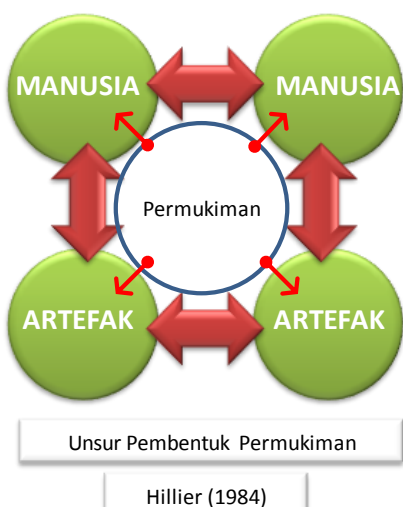 MANUSIA
MANUSIA
Permukiman
ARTEFAK
ARTEFAK
Unsur Pembentuk Permukiman
Hillier (1984)